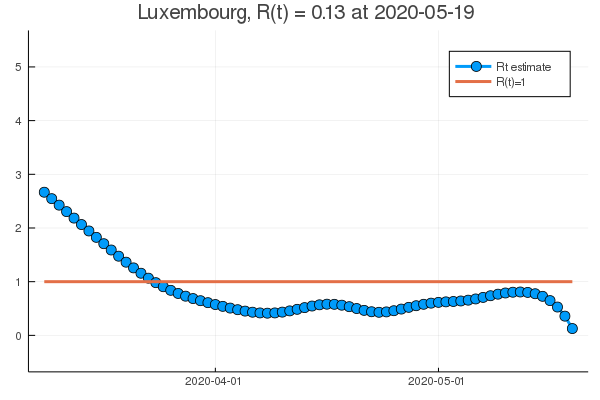 Luxembourg, R(t) = 0.13 at 2020-05-19
5
4
3
2
1
0
Rt estimate
R(t)=1
2020-04-01
2020-05-01